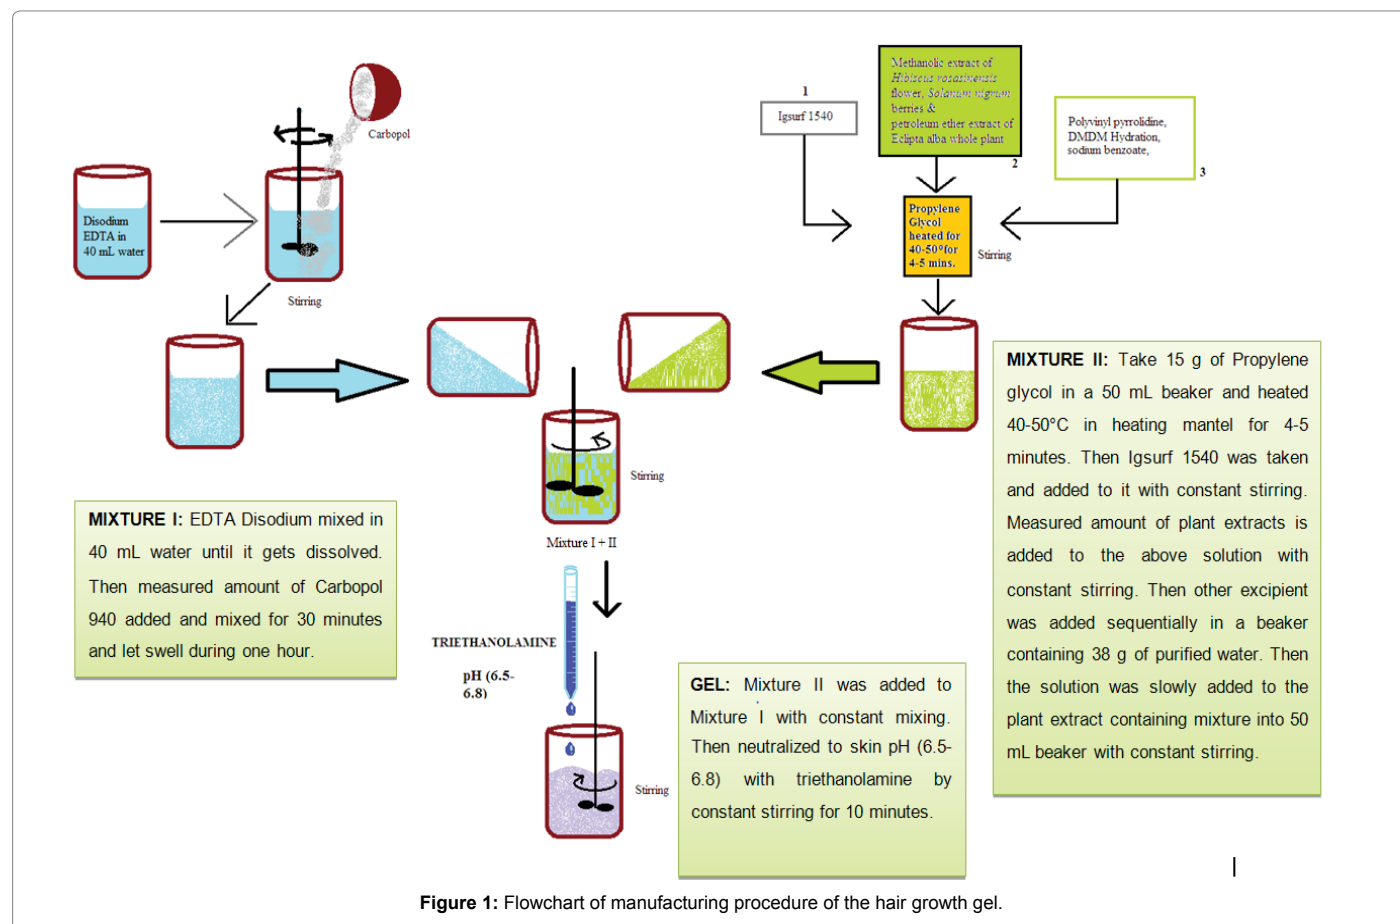 Carbopol
Disodium
EDTA in
40 mL water
Stirring
1
Igsurf 1540
Methanolic extract of
Hibiscus rosasinensis
flower, Solanum nigrum
berries &
petroleum ether extract of
Eclipta alba whole plant
2
Polyvinyl pyrrolidine,
DMDM Hydration,
sodium benzoate,
3
Propylene
Glycol
heated for
40-50°for
4-5 mins.
Stirring
MIXTURE I: EDTA Disodium mixed in
40 mL water until it gets dissolved.
Then measured amount of Carbopol
940 added and mixed for 30 minutes
and let swell during one hour.
Stirring
Mixture I + II
TRIETHANOLAMINE
pH (6.5-
6.8)
Stirring
MIXTURE II: Take 15 g of Propylene
glycol in a 50 mL beaker and heated
40-50°C in heating mantel for 4-5
minutes. Then Igsurf 1540 was taken
and added to it with constant stirring.
Measured amount of plant extracts is
added to the above solution with
constant stirring. Then other excipient
was added sequentially in a beaker
containing 38 g of purified water. Then
the solution was slowly added to the
plant extract containing mixture into 50
mL beaker with constant stirring.
GEL: Mixture II was added to
Mixture I with constant mixing.
Then neutralized to skin pH (6.5-
6.8) with triethanolamine by
constant stirring for 10 minutes.
Figure 1: Flowchart of manufacturing procedure of the hair growth gel.